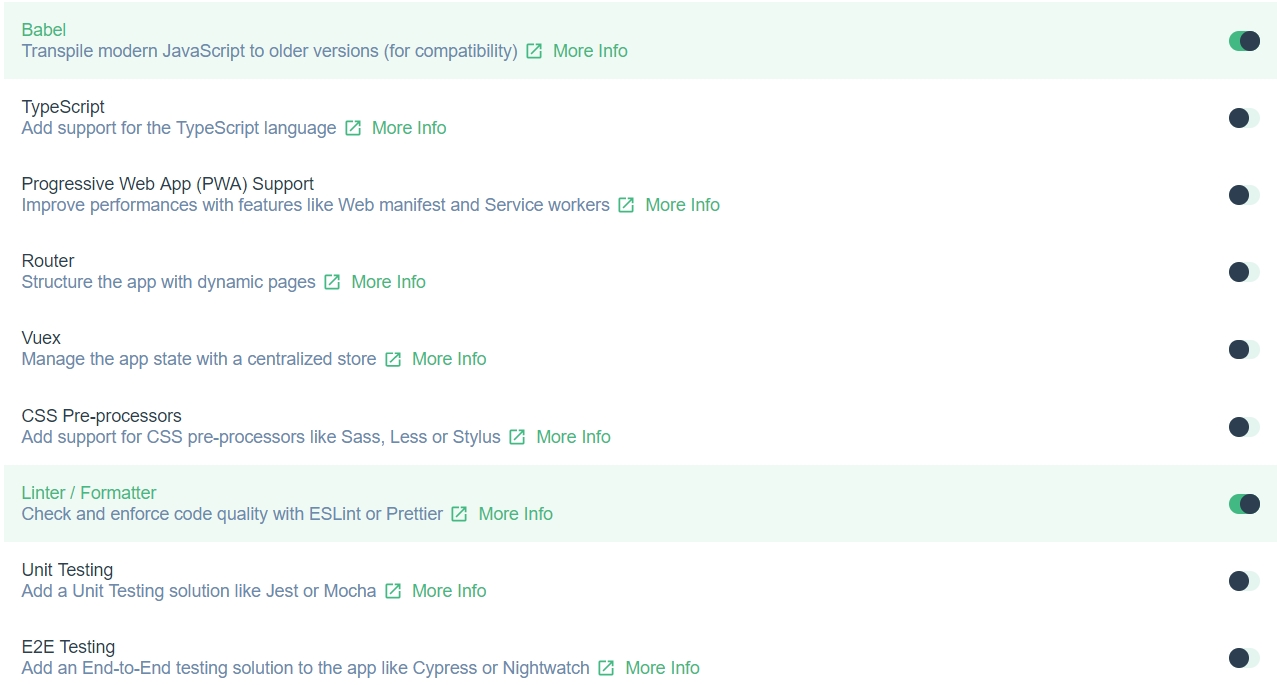 Babel
Transpile modern JavaScript to older versions (for compatibility) More Info
TypeScript
Add support for the TypeScript language More Info
Progressive Web App (PWA) Support
Improve performances with features like Web manifest and Service workers More Info
Router
Structure the app with dynamic pages More Info
Vuex
Manage the app state with a centralized store More Info
CSS Pre-processors
Add support for CSS pre-processors like Sass, Less or Stylus More Info
Linter / Formatter
Check and enforce code quality with ESLint or Prettier More Info
Unit Testing
Add a Unit Testing solution like Jest or Mocha More Info
E2E Testing
Add an End-to-End testing solution to the app like Cypress or Nightwatch More Info